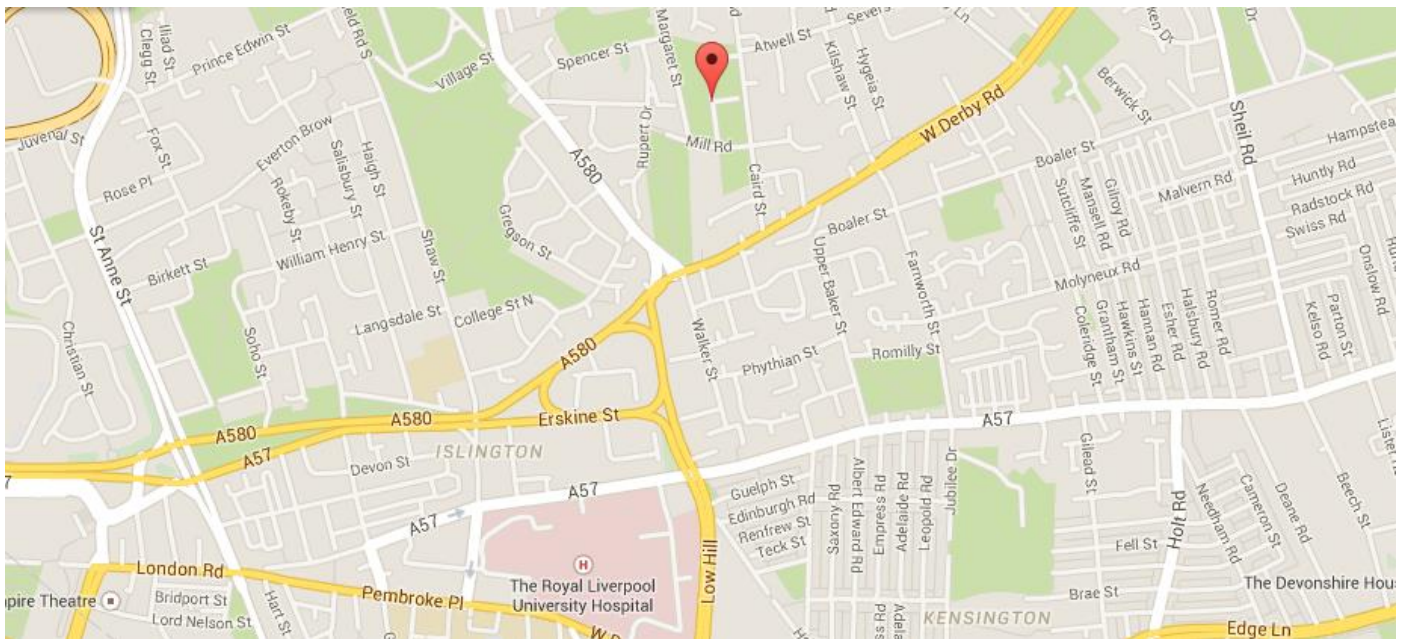 Iliad St
Clegg St
Prince Edwin St
Village St
Spencer St
Margaret St
Atwell St
Kilshaw St
Hygeia St
W Derby Rd
Berwick St
Sheil Rd
Juvenal St
Fox St
Everton Brow
Salisbury St
Haigh St
Rokeby St
Rose Pl
A580
Rupart Dr
Mill Rd
Caird St
Boaler St
Malvern Rd
Huntly Rd
Radstock Rd
Swiss Rd
Gilroy Rd
Mansell Rd
Sutcliffe St
St Anne St
Birkett St
William Henry St
Shaw St
Gregson St
Boaler St
Upper Baker St
Farnworth St
Molyneux Rd
Onslow Rd
Christian St
Soho St
Langsdale St
College St N
A580
Walker St
Phythian St
Romilly St
Coleridge St
Grantham St
Hawkins St
Hannan Rd
Esher Rd
Halsbury Rd
Romer Rd
Kelso Rd
Parton St
A580
A580
Erskine St
A57
A57
ISLINGTON
Devon St
A57
A57
Guelph St
Edinburgh Rd
Renfrew St
Teck St
Saxony Rd
Albert Edward Rd
Empress Rd
Adelaide Rd
Leopold Rd
Jubilee Dr
Gilead St
Holt Rd
Needham Rd
Cameron St
Deane Rd
Beech St
Fell St
London Rd
Pembroke Pl
H
The Royal Liverpool
University Hospital
Low Hill
The Devonshire Hou
pire Theatre
Bridport St
Lord Nelson St
Hart St
Brae St
KENSINGTON
Edge Ln